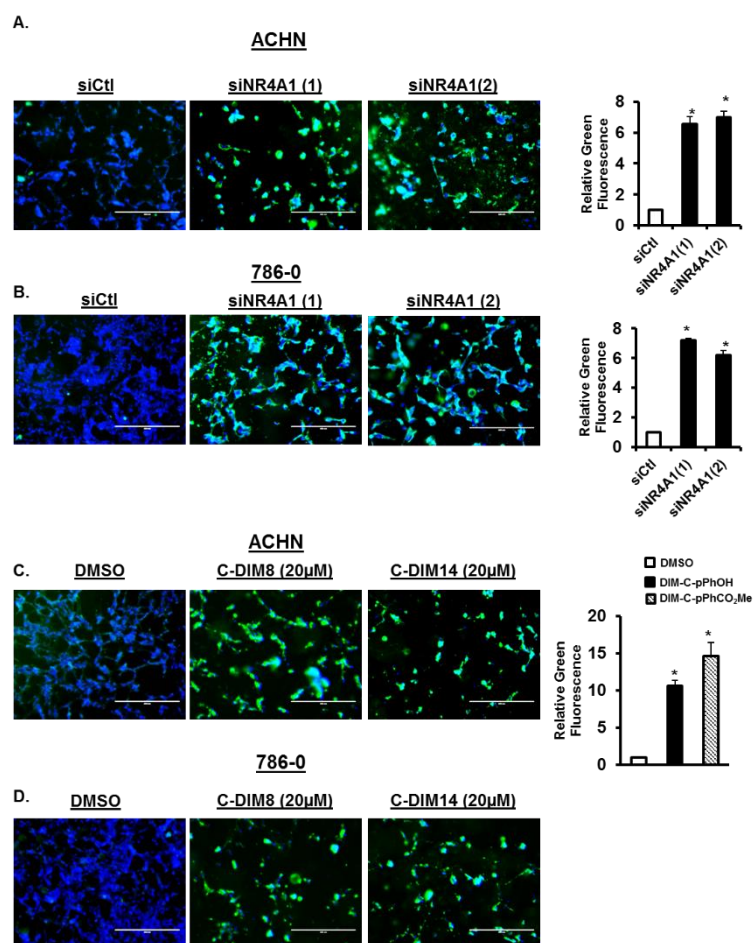 A.
ACHN
siCtl siNR4A1 (1) siNR4A1(2)
Relative Green
Fluorescence
8
6
4
2
0
siCtl
siNR4A1(1)
siNR4A1(2)
* *
786-0
B.
siCtl siNR4A1 (1) siNR4A1 (2)
Relative Green
Fluorescence
8
6
4
2
0
siCtl
siNR4A1(1)
siNR4A1(2)
* *
ACHN
C.
DMSO C-DIM8 (20µM) C-DIM14 (20µM)
DMSO
DIM-C-pPhOH
DIM-C-pPhCO₂Me
Relative Green
Fluorescence
20
15
10
5
0
* *
786-0
D.
DMSO C-DIM8 (20µM) C-DIM14 (20µM)